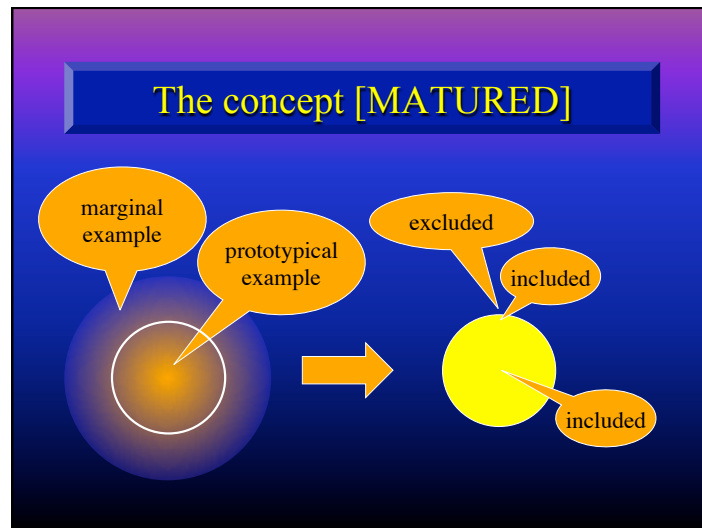 The concept [MATURED]
marginal
example
prototypical
example
excluded
included
included